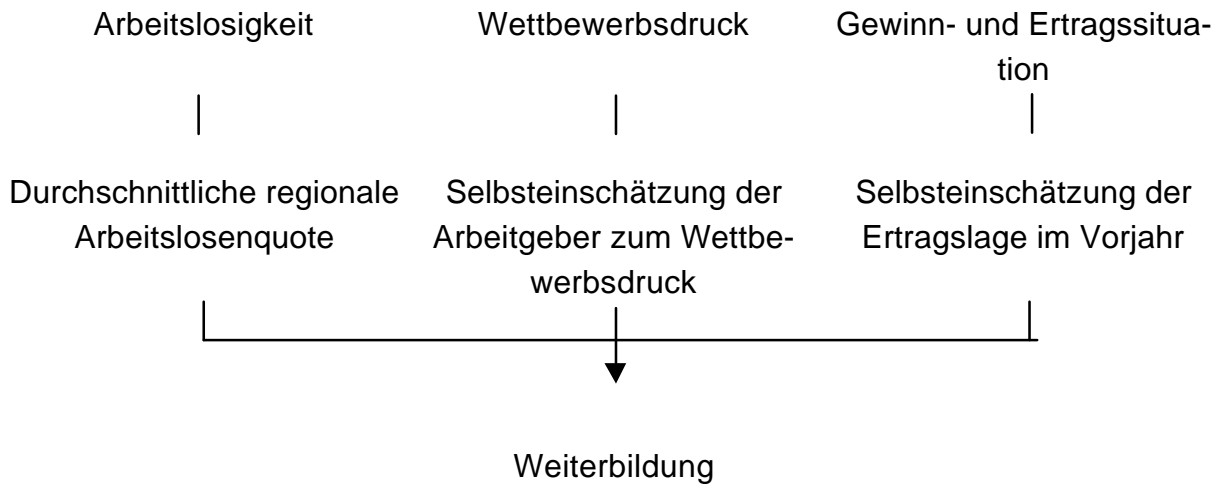 Arbeitslosigkeit
Wettbewerbsdruck
Gewinn- und Ertragssitua-
tion
Durchschnittliche regionale
Arbeitslosenquote
Selbsteinschätzung der
Arbeitgeber zum Wettbe-
werbsdruck
Selbsteinschätzung der
Ertragslage im Vorjahr
Weiterbildung